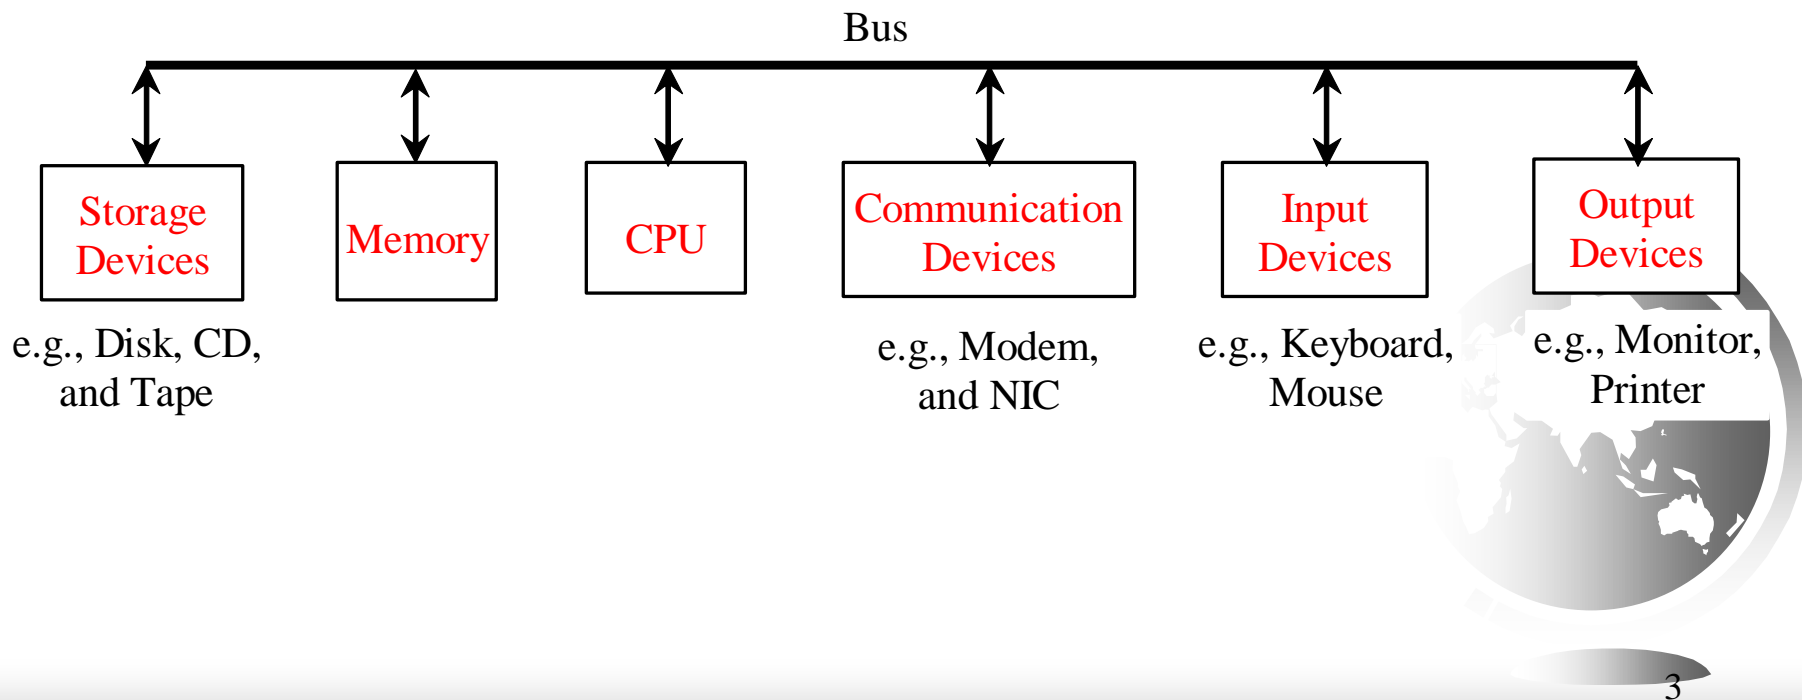 Bus
Storage
Devices
Memory
CPU
Communication
Devices
Input
Devices
Output
Devices
e.g., Disk, CD,
and Tape
e.g., Modem,
and NIC
e.g., Keyboard,
Mouse
e.g., Monitor,
Printer
3